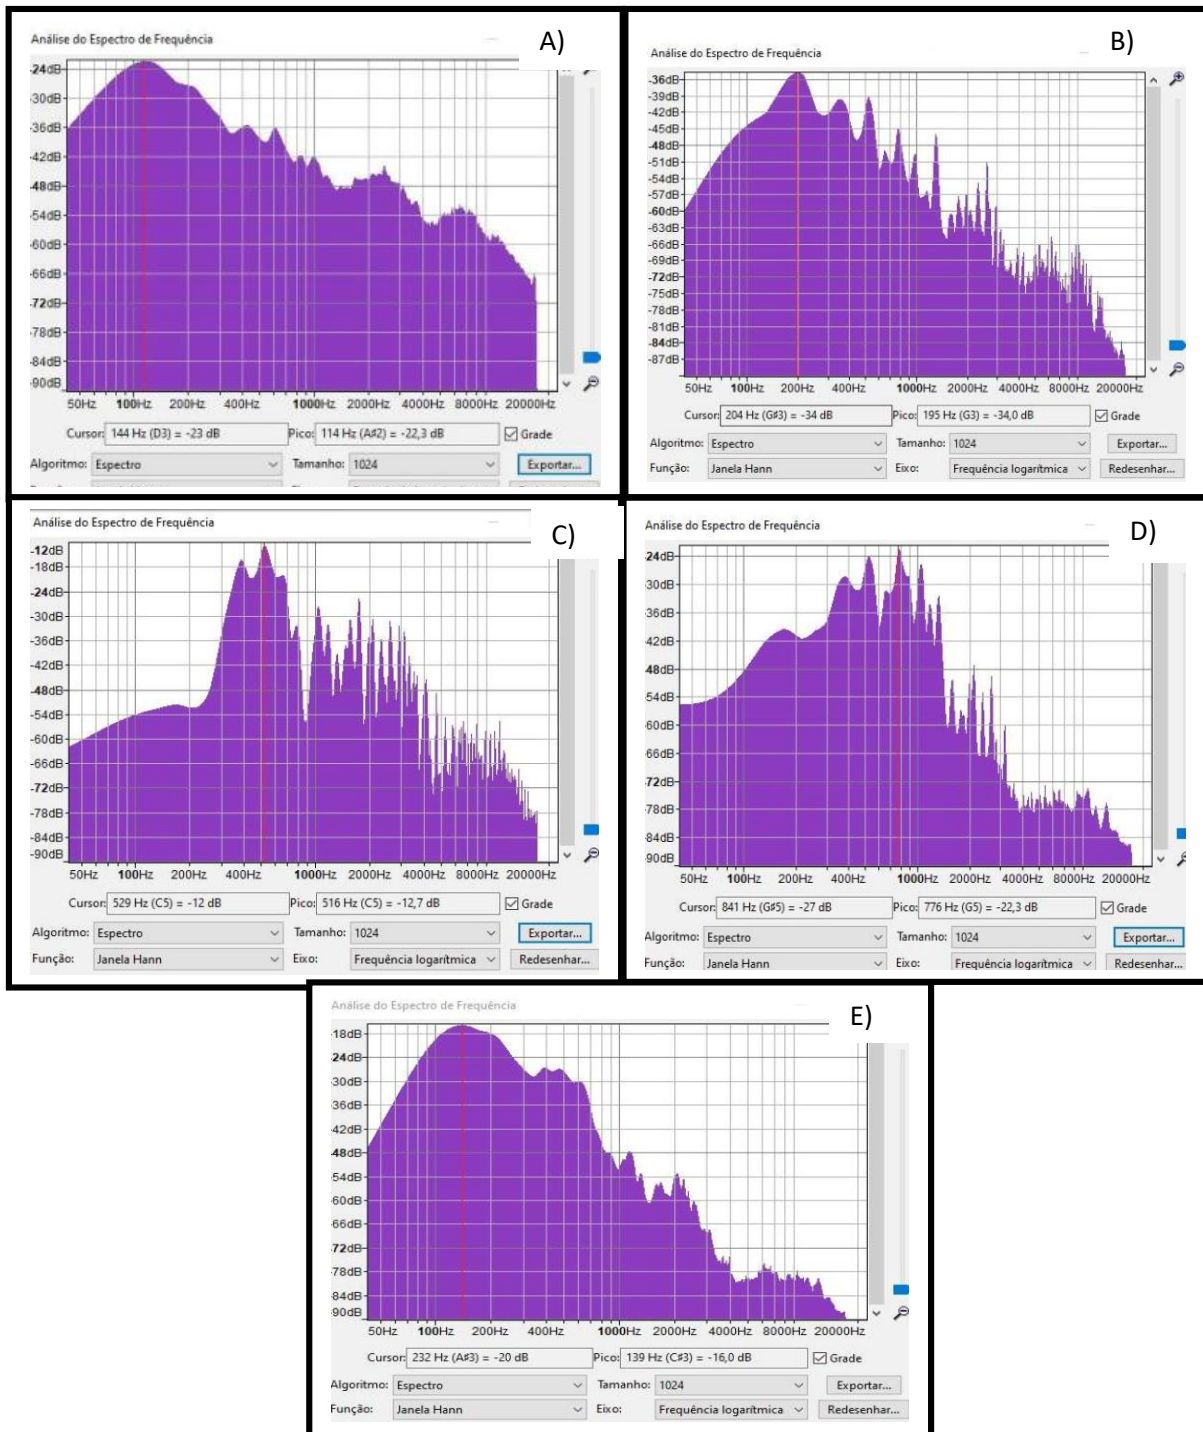 Análise do Espectro de Frequência
A)
-24dB
-30dB
-36dB
-42dB
-48dB
-54dB
-60dB
-66dB
-72dB
-78dB
-84dB
-90dB
50Hz 100Hz 200Hz 400Hz 1000Hz 2000Hz 4000Hz 8000Hz 20000Hz
Cursor: 144 Hz (D3) = -23 dB Pico: 114 Hz (A♯2) = -22,3 dB Grade
Algoritmo: Espectro Tamanho: 1024 Exportar...
Análise do Espectro de Frequência
B)
-36dB
-39dB
-42dB
-45dB
-48dB
-51dB
-54dB
-57dB
-60dB
-63dB
-66dB
-69dB
-72dB
-75dB
-78dB
-81dB
-84dB
-87dB
50Hz 100Hz 200Hz 400Hz 1000Hz 2000Hz 4000Hz 8000Hz 20000Hz
Cursor: 204 Hz (G♯3) = -34 dB Pico: 195 Hz (G3) = -34,0 dB Grade
Algoritmo: Espectro Tamanho: 1024 Exportar...
Função: Janela Hann Eixo: Frequência logarítmica Redesenhar...
Análise do Espectro de Frequência
C)
-12dB
-18dB
-24dB
-30dB
-36dB
-42dB
-48dB
-54dB
-60dB
-66dB
-72dB
-78dB
-84dB
-90dB
50Hz 100Hz 200Hz 400Hz 1000Hz 2000Hz 4000Hz 8000Hz 20000Hz
Cursor: 529 Hz (C5) = -12 dB Pico: 516 Hz (C5) = -12,7 dB Grade
Algoritmo: Espectro Tamanho: 1024 Exportar...
Função: Janela Hann Eixo: Frequência logarítmica Redesenhar...
Análise do Espectro de Frequência
D)
-24dB
-30dB
-36dB
-42dB
-48dB
-54dB
-60dB
-66dB
-72dB
-78dB
-84dB
-90dB
50Hz 100Hz 200Hz 400Hz 1000Hz 2000Hz 4000Hz 8000Hz 20000Hz
Cursor: 841 Hz (G♯5) = -27 dB Pico: 776 Hz (G5) = -22,3 dB Grade
Algoritmo: Espectro Tamanho: 1024 Exportar...
Função: Janela Hann Eixo: Frequência logarítmica Redesenhar...
Análise do Espectro de Frequência
E)
-18dB
-24dB
-30dB
-36dB
-42dB
-48dB
-54dB
-60dB
-66dB
-72dB
-78dB
-84dB
-90dB
50Hz 100Hz 200Hz 400Hz 1000Hz 2000Hz 4000Hz 8000Hz 20000Hz
Cursor: 232 Hz (A♯3) = -20 dB Pico: 139 Hz (C♯3) = -16,0 dB Grade
Algoritmo: Espectro Tamanho: 1024 Exportar...
Função: Janela Hann Eixo: Frequência logarítmica Redesenhar...